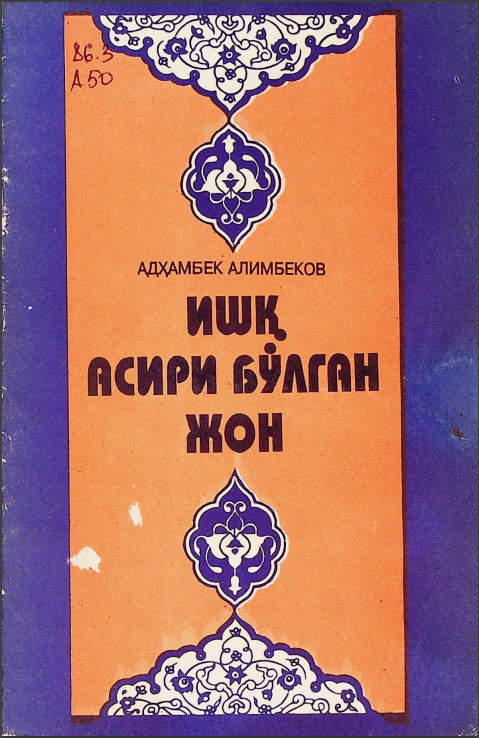 86.3
А50
АДҲАМБЕК АЛИМБЕКОВ
ИШҚ
АСИРИ БЎЛГАН
ЖОН